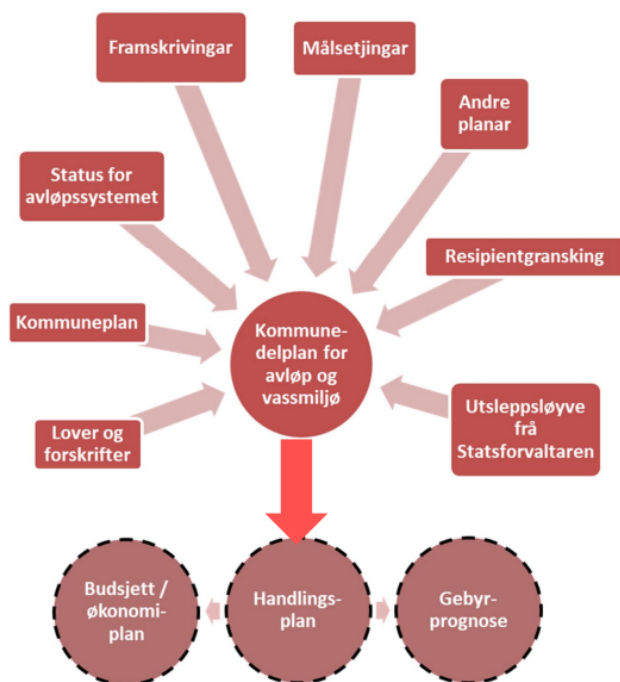 Framskrivingar
Målsetjingar
Andre
planar
Status for
avløpssystemet
Resipientgransking
Kommuneplan
Kommune-
delplan for
avløp og
vassmiljø
Lover og
forskrifter
Utsleppsløyve
frå
Statsforvaltaren
Budsjett /
økonomi-
plan
Handlings-
plan
Gebyr-
prognose